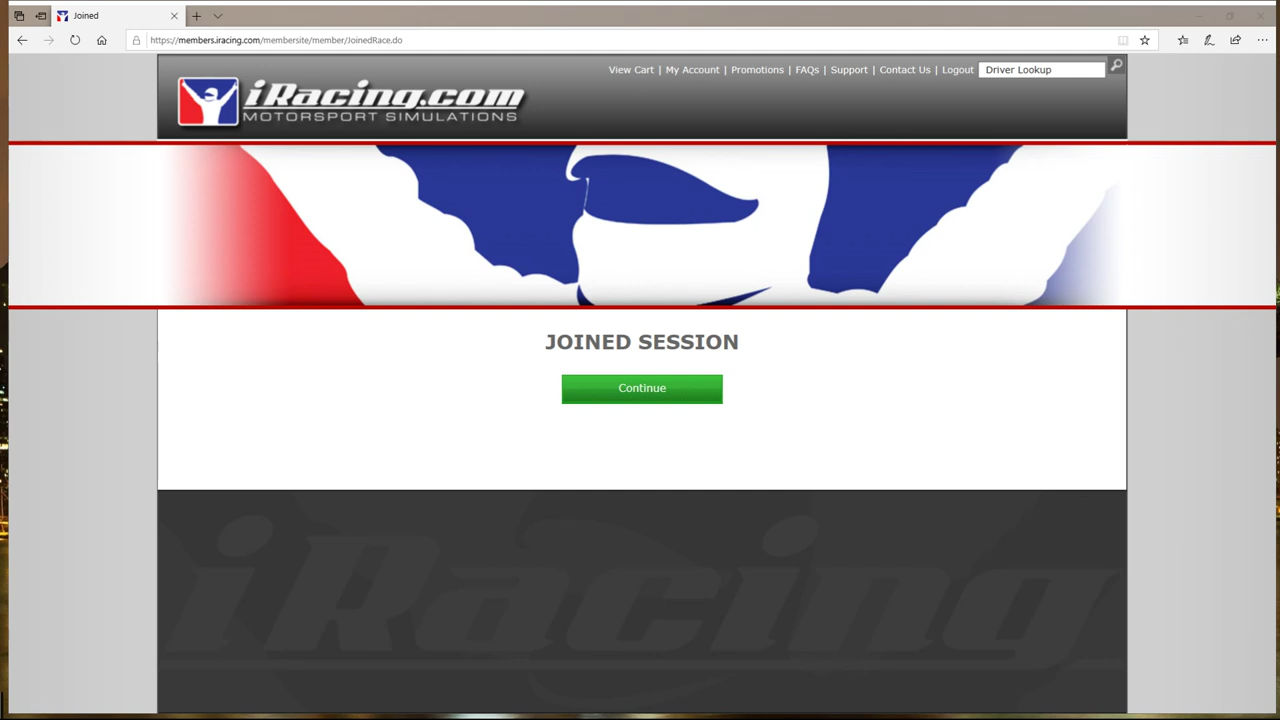 Joined
https://members.iracing.com/membersite/member/JoinedRace.do
View Cart | My Account | Promotions | FAQs | Support | Contact Us | Logout
Driver Lookup
iRacing.com
MOTORSPORT SIMULATIONS
JOINED SESSION
Continue
iRacing